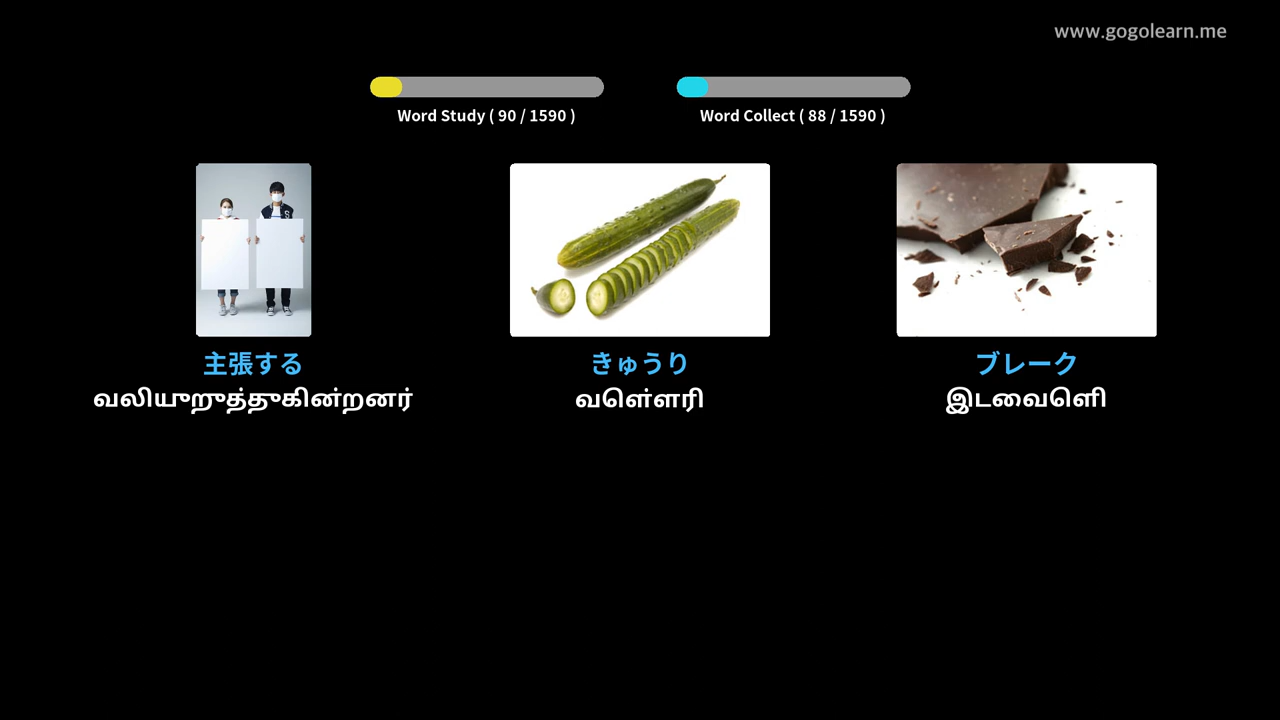 www.gogolearn.me
Word Study ( 90 / 1590 )
Word Collect ( 88 / 1590 )
主張する
வலியுறுத்துகின்றனர்
きゅうり
வெள்ளரி
ブレーク
இடைவெளி